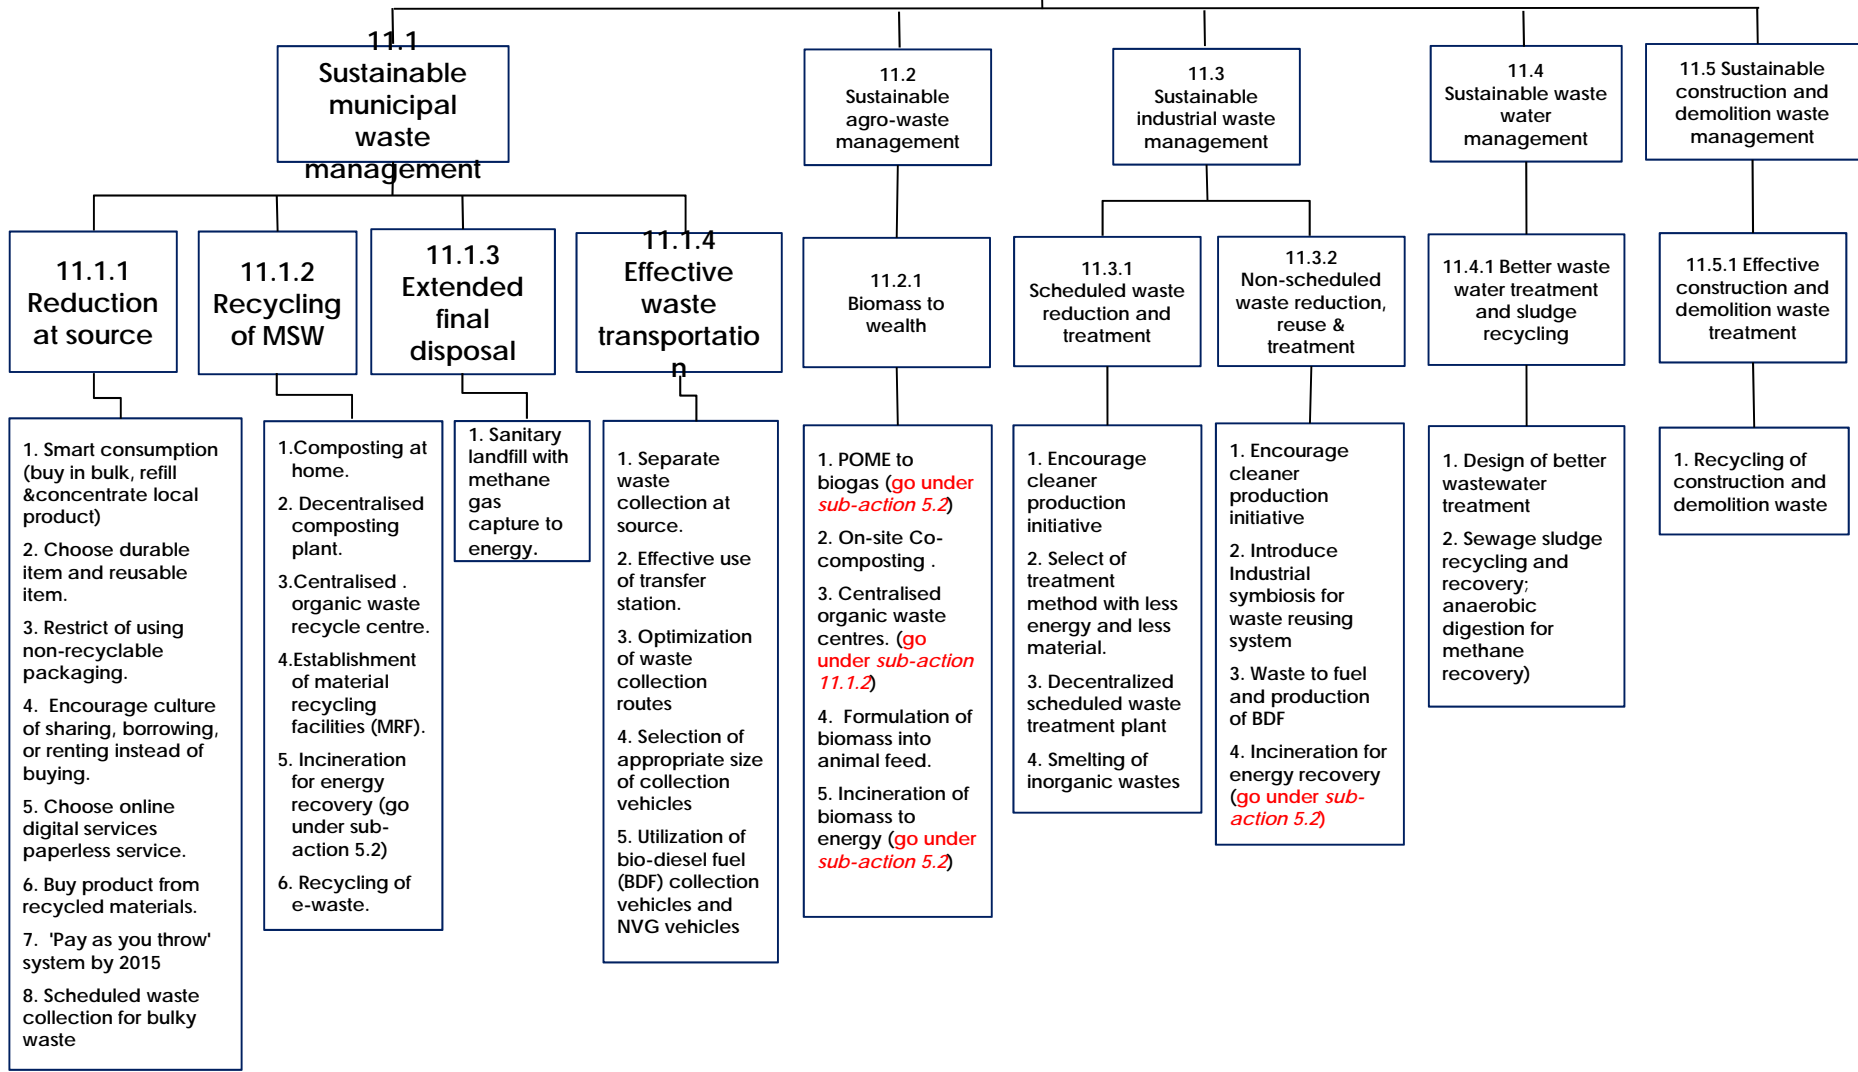 11.1
Sustainable
municipal
waste
management
11.2
Sustainable
agro-waste
management
11.3
Sustainable
industrial waste
management
11.4
Sustainable waste
water
management
11.5 Sustainable
construction and
demolition waste
management
11.1.1
Reduction
at source
11.1.2
Recycling
of MSW
11.1.3
Extended
final
disposal
11.1.4
Effective
waste
transportatio
n
11.2.1
Biomass to
wealth
11.3.1
Scheduled waste
reduction and
treatment
11.3.2
Non-scheduled
waste reduction,
reuse &
treatment
11.4.1 Better waste
water treatment
and sludge
recycling
11.5.1 Effective
construction and
demolition waste
treatment
1. Smart consumption
(buy in bulk, refill
&concentrate local
product)
2. Choose durable
item and reusable
item.
3. Restrict of using
non-recyclable
packaging.
4. Encourage culture
of sharing, borrowing,
or renting instead of
buying.
5. Choose online
digital services
paperless service.
6. Buy product from
recycled materials.
7. 'Pay as you throw'
system by 2015
8. Scheduled waste
collection for bulky
waste
1.Composting at
home.
2. Decentralised
composting
plant.
3.Centralised .
organic waste
recycle centre.
4.Establishment
of material
recycling
facilities (MRF).
5. Incineration
for energy
recovery (go
under sub-
action 5.2)
6. Recycling of
e-waste.
1. Sanitary
landfill with
methane
gas
capture to
energy.
1. Separate
waste
collection at
source.
2. Effective use
of transfer
station.
3. Optimization
of waste
collection
routes
4. Selection of
appropriate size
of collection
vehicles
5. Utilization of
bio-diesel fuel
(BDF) collection
vehicles and
NVG vehicles
1. POME to
biogas (go under
sub-action 5.2)
2. On-site Co-
composting .
3. Centralised
organic waste
centres. (go
under sub-action
11.1.2)
4. Formulation of
biomass into
animal feed.
5. Incineration of
biomass to
energy (go under
sub-action 5.2)
1. Encourage
cleaner
production
initiative
2. Select of
treatment
method with less
energy and less
material.
3. Decentralized
scheduled waste
treatment plant
4. Smelting of
inorganic wastes
1. Encourage
cleaner
production
initiative
2. Introduce
Industrial
symbiosis for
waste reusing
system
3. Waste to fuel
and production
of BDF
4. Incineration for
energy recovery
(go under sub-
action 5.2)
1. Design of better
wastewater
treatment
2. Sewage sludge
recycling and
recovery;
anaerobic
digestion for
methane
recovery)
1. Recycling of
construction and
demolition waste